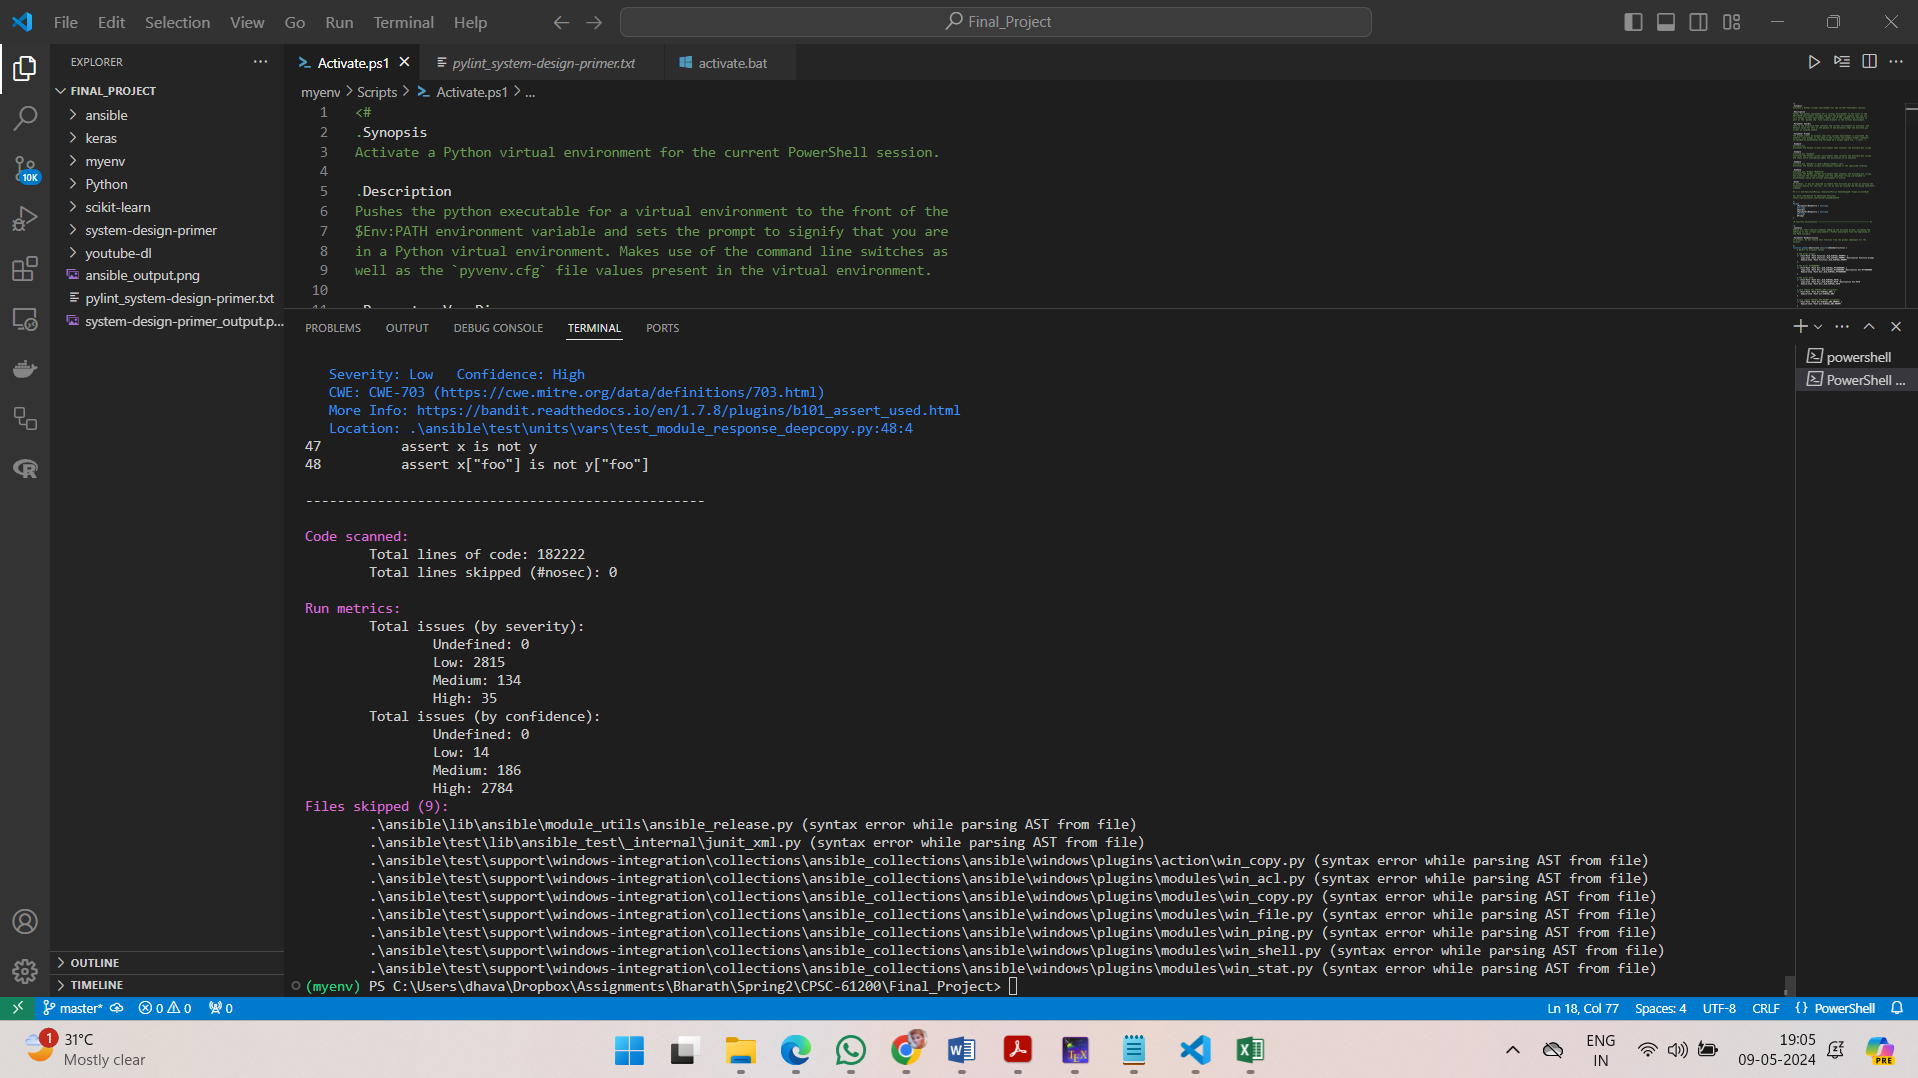 File Edit Selection View Go Run Terminal Help
Final_Project
EXPLORER
FINAL_PROJECT
ansible
keras
myenv
Python
scikit-learn
system-design-primer
youtube-dl
ansible_output.png
pylint_system-design-primer.txt
system-design-primer_output.p...
OUTLINE
TIMELINE
10K
Activate.ps1
pylint_system-design-primer.txt
activate.bat
myenv > Scripts > Activate.ps1 > ...
1 <#
2 .Synopsis
3 Activate a Python virtual environment for the current PowerShell session.
4
5 .Description
6 Pushes the python executable for a virtual environment to the front of the
7 $Env:PATH environment variable and sets the prompt to signify that you are
8 in a Python virtual environment. Makes use of the command line switches as
9 well as the `pyvenv.cfg` file values present in the virtual environment.
10
PROBLEMS OUTPUT DEBUG CONSOLE TERMINAL PORTS
powershell
PowerShell ...
Severity: Low Confidence: High
CWE: CWE-703 (https://cwe.mitre.org/data/definitions/703.html)
More Info: https://bandit.readthedocs.io/en/1.7.8/plugins/b101_assert_used.html
Location: .\ansible\test\units\vars\test_module_response_deepcopy.py:48:4
47 assert x is not y
48 assert x["foo"] is not y["foo"]
--------------------------------------------------
Code scanned:
Total lines of code: 182222
Total lines skipped (#nosec): 0
Run metrics:
Total issues (by severity):
Undefined: 0
Low: 2815
Medium: 134
High: 35
Total issues (by confidence):
Undefined: 0
Low: 14
Medium: 186
High: 2784
Files skipped (9):
.\ansible\lib\ansible\module_utils\ansible_release.py (syntax error while parsing AST from file)
.\ansible\test\lib\ansible_test\_internal\junit_xml.py (syntax error while parsing AST from file)
.\ansible\test\support\windows-integration\collections\ansible_collections\ansible\windows\plugins\action\win_copy.py (syntax error while parsing AST from file)
.\ansible\test\support\windows-integration\collections\ansible_collections\ansible\windows\plugins\modules\win_acl.py (syntax error while parsing AST from file)
.\ansible\test\support\windows-integration\collections\ansible_collections\ansible\windows\plugins\modules\win_copy.py (syntax error while parsing AST from file)
.\ansible\test\support\windows-integration\collections\ansible_collections\ansible\windows\plugins\modules\win_file.py (syntax error while parsing AST from file)
.\ansible\test\support\windows-integration\collections\ansible_collections\ansible\windows\plugins\modules\win_ping.py (syntax error while parsing AST from file)
.\ansible\test\support\windows-integration\collections\ansible_collections\ansible\windows\plugins\modules\win_shell.py (syntax error while parsing AST from file)
.\ansible\test\support\windows-integration\collections\ansible_collections\ansible\windows\plugins\modules\win_stat.py (syntax error while parsing AST from file)
(myenv) PS C:\Users\dhava\Dropbox\Assignments\Bharath\Spring2\CPSC-61200\Final_Project>
master* 0 0 0
Ln 18, Col 77 Spaces: 4 UTF-8 CRLF {} PowerShell
1
31°C
Mostly clear
ENG
IN
19:05
09-05-2024
PRE